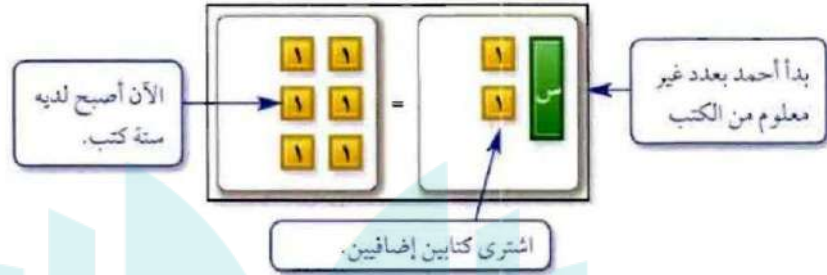 بدأ أحمد بعدد غير
معلوم من الكتب
س ١ = ١ ١
١ ١ ١
١ ١
الآن أصبح لديه
ستة كتب.
اشترى كتابين إضافيين.